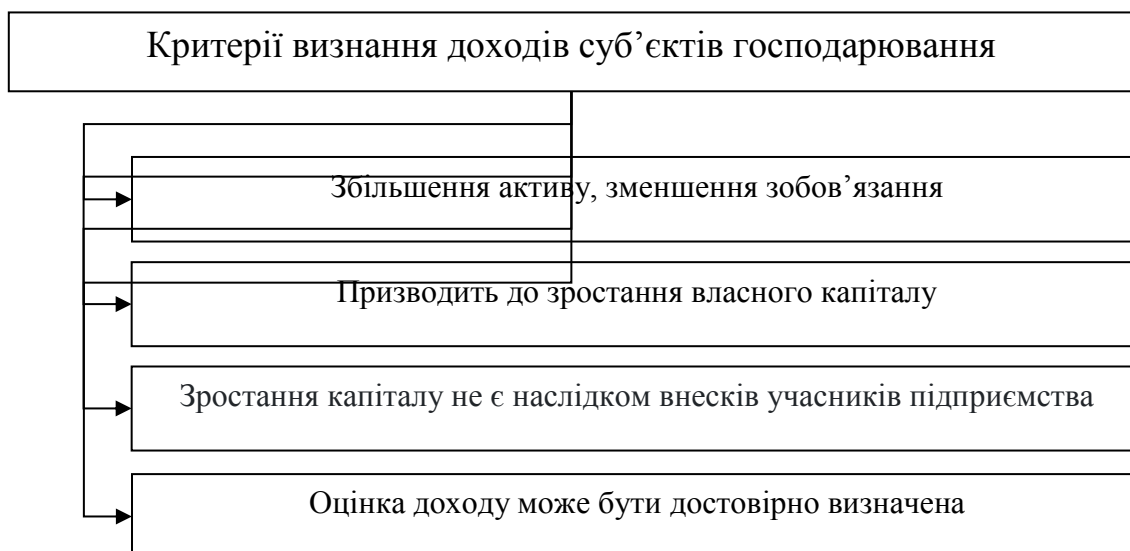 Критерії визнання доходів суб’єктів господарювання
Збільшення активу, зменшення зобов’язання
Призводить до зростання власного капіталу
Зростання капіталу не є наслідком внесків учасників підприємства
Оцінка доходу може бути достовірно визначена